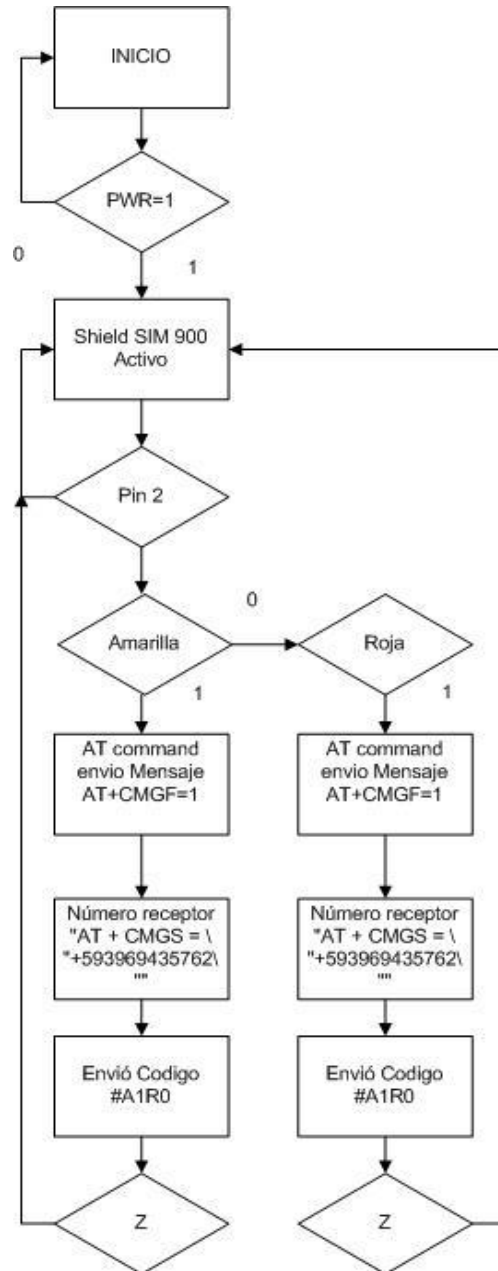 INICIO
PWR=1
0
1
Shield SIM 900
Activo
Pin 2
0
Amarilla
Roja
1
1
AT command
envio Mensaje
AT+CMGF=1
AT command
envio Mensaje
AT+CMGF=1
Número receptor
"AT + CMGS = \
"+593969435762\
""
Número receptor
"AT + CMGS = \
"+593969435762\
""
Envió Codigo
#A1R0
Envió Codigo
#A1R0
Z
Z